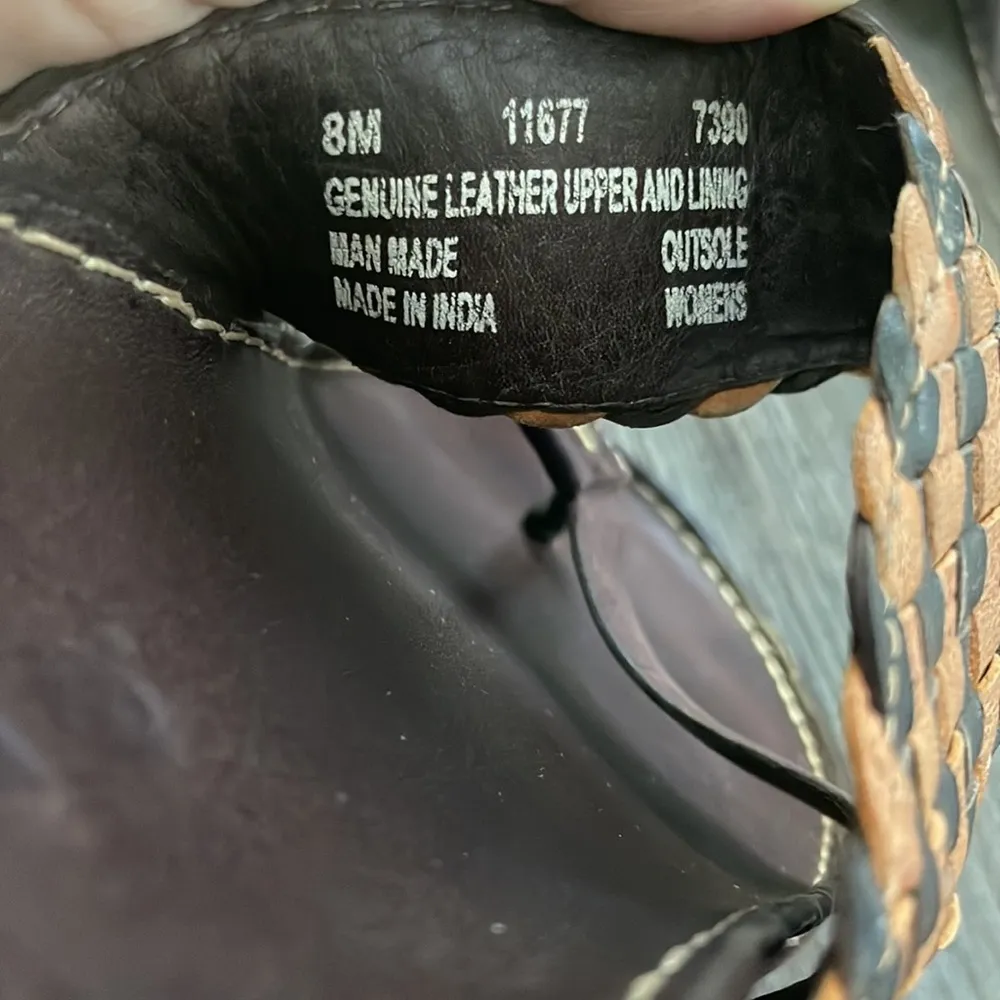 8M 11677 7390
GENUINE LEATHER UPPER AND LINING
MAN MADE OUTSOLE
MADE IN INDIA WOMENS